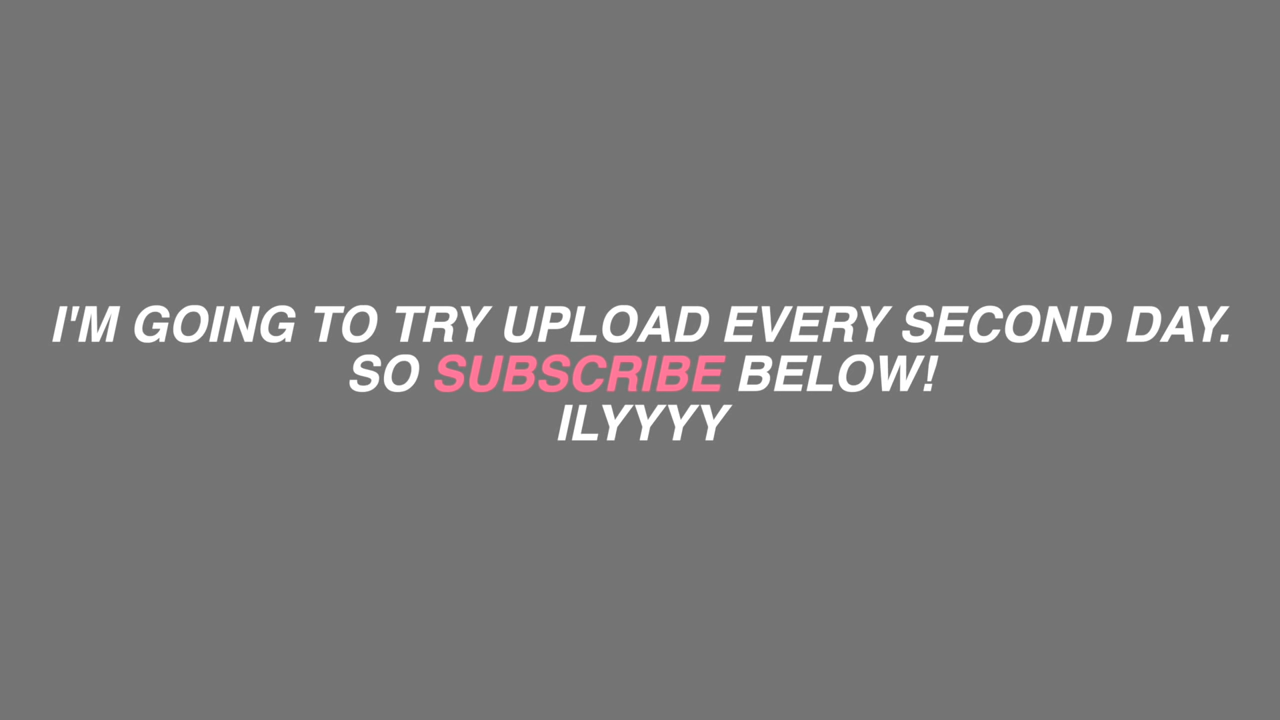 I'M GOING TO TRY UPLOAD EVERY SECOND DAY.
SO SUBSCRIBE BELOW!
ILYYYY